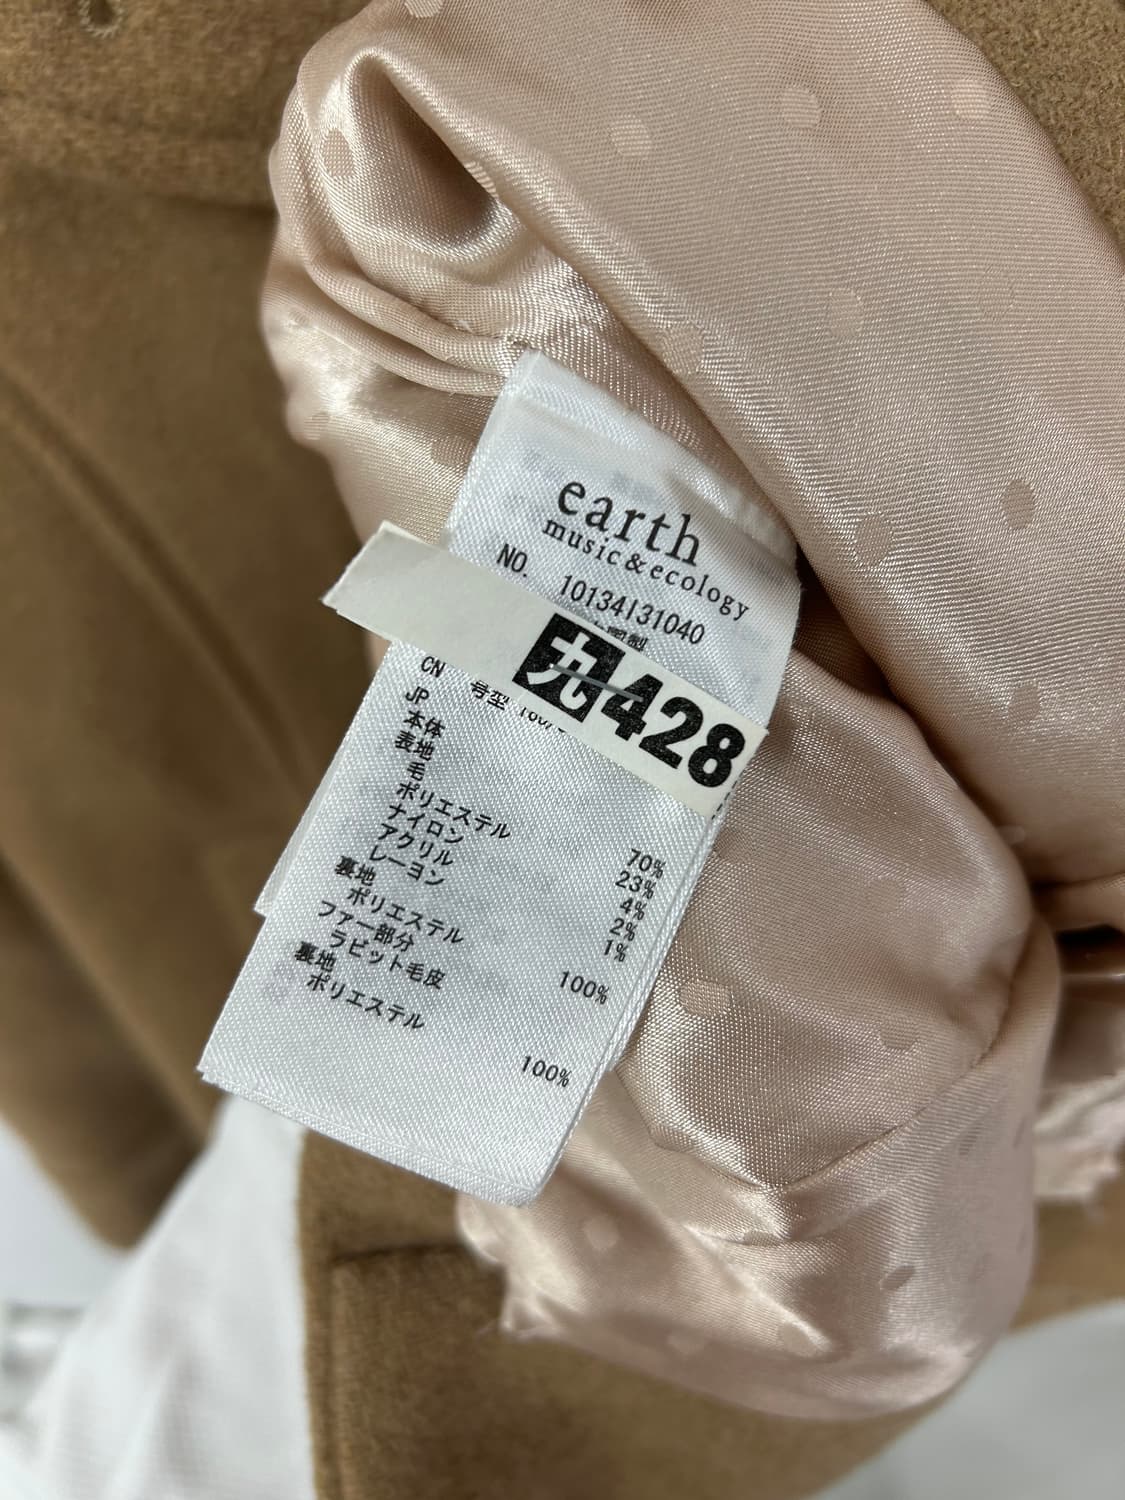 earth
music&ecology
NO. 10134131040
九428
CN 号型
JP
本体
表地
毛 70%
ポリエステル 23%
ナイロン 4%
アクリル 2%
レーヨン 1%
裏地
ポリエステル 100%
ファー部分
ラビット毛皮
裏地
ポリエステル 100%